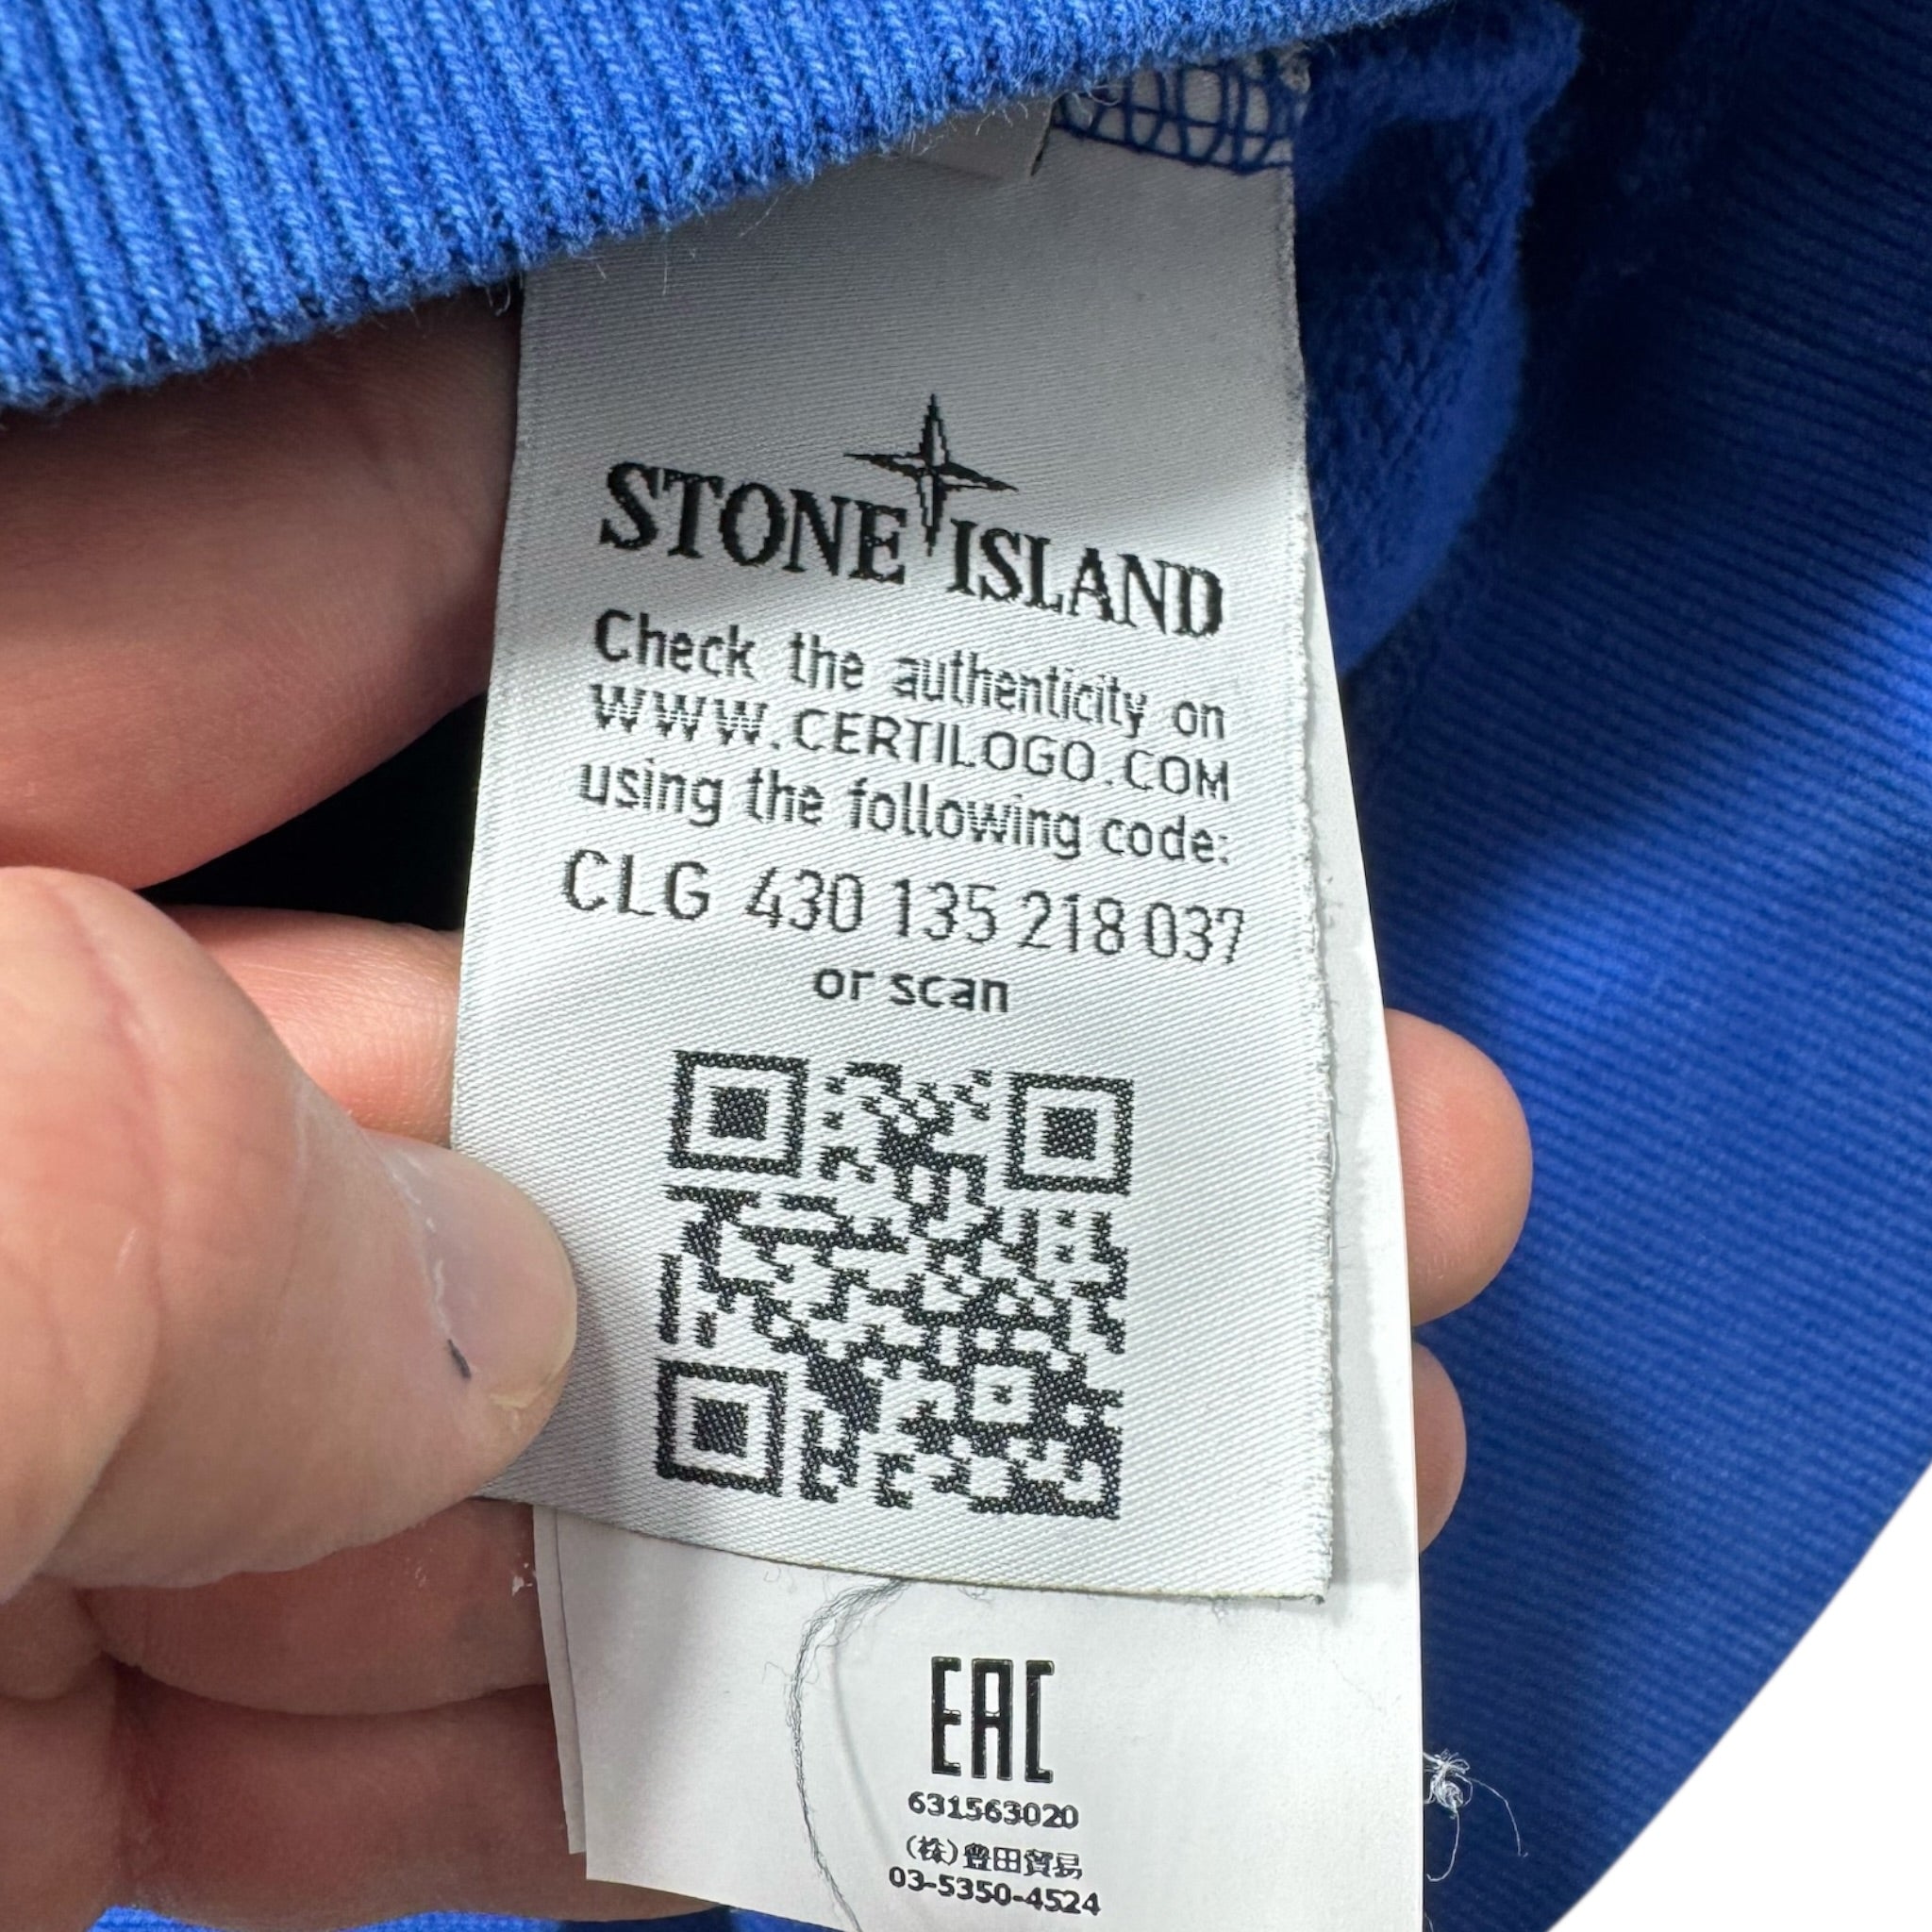 STONE ISLAND
Check the authenticity on
WWW.CERTILOGO.COM
using the following code:
CLG 430 135 218 037
or scan
EAC
631563020
(株)豊田貿易
03-5350-4524